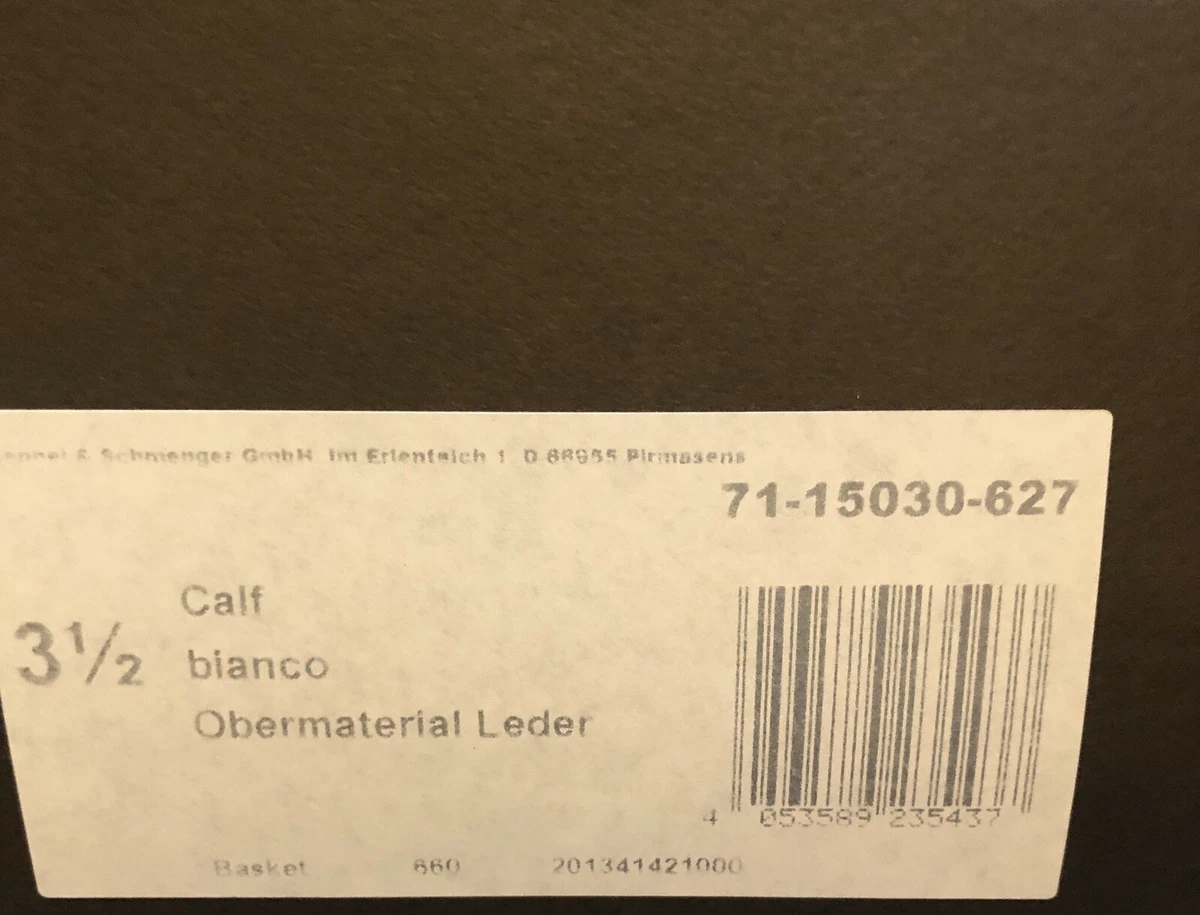 & Schmenger GmbH Im Erlenteich 1 D 66955 Pirmasens
71-15030-627
Calf
3½
bianco
Obermaterial Leder
4 053589 235437
Basket 660 201341421000